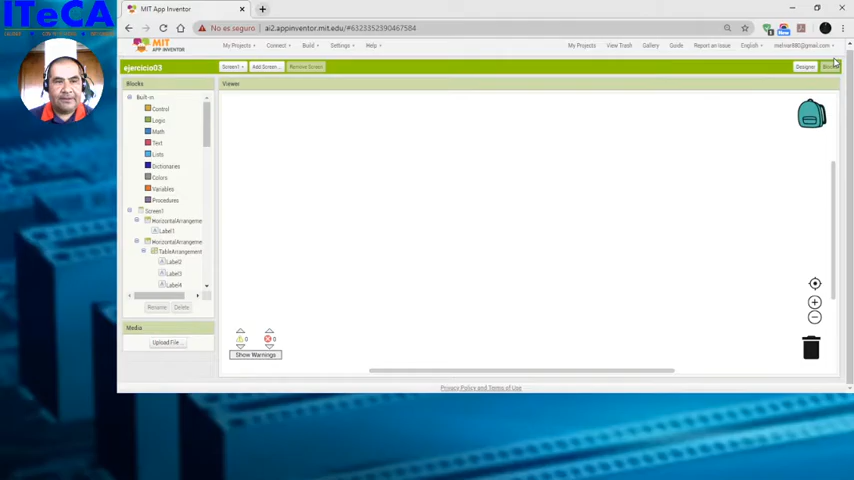 ITeCA
MIT App Inventor
No es seguro | ai2.appinventor.mit.edu/#6323352390467584
MIT
APP INVENTOR
My Projects
Connect
Build
Settings
Help
My Projects
View Trash
Gallery
Guide
Report an Issue
English
ejercicio03
Screen1
Add Screen ...
Remove Screen
Designer
Blocks
Viewer
Built-in
Control
Logic
Math
Text
Lists
Dictionaries
Colors
Variables
Procedures
Screen1
HorizontalArrangeme
Label1
HorizontalArrangeme
TableArrangement
Label2
Label3
Label4
Rename
Delete
Media
Upload File ...
0
0
Show Warnings
Privacy Policy and Terms of Use